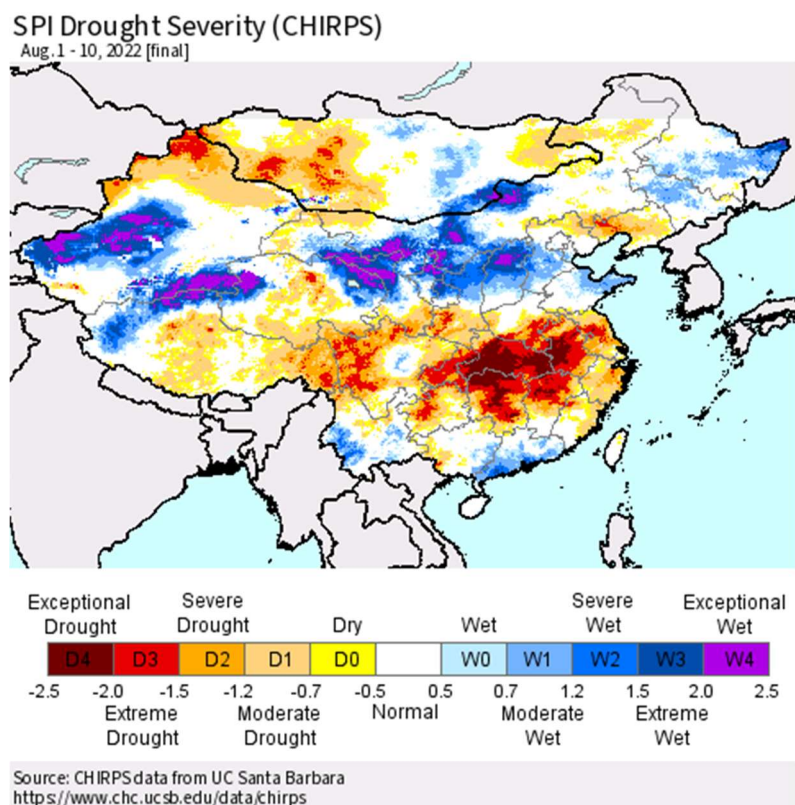 SPI Drought Severity (CHIRPS)
Aug. 1 - 10, 2022 [final]
Exceptional Drought
Severe Drought
Dry
Wet
Severe Wet
Exceptional Wet
D4 D3 D2 D1 D0 W0 W1 W2 W3 W4
-2.5 -2.0 -1.5 -1.2 -0.7 -0.5 0.5 0.7 1.2 1.5 2.0 2.5
Extreme Drought
Moderate Drought
Normal
Moderate Wet
Extreme Wet
Source: CHIRPS data from UC Santa Barbara
https://www.chc.ucsb.edu/data/chirps